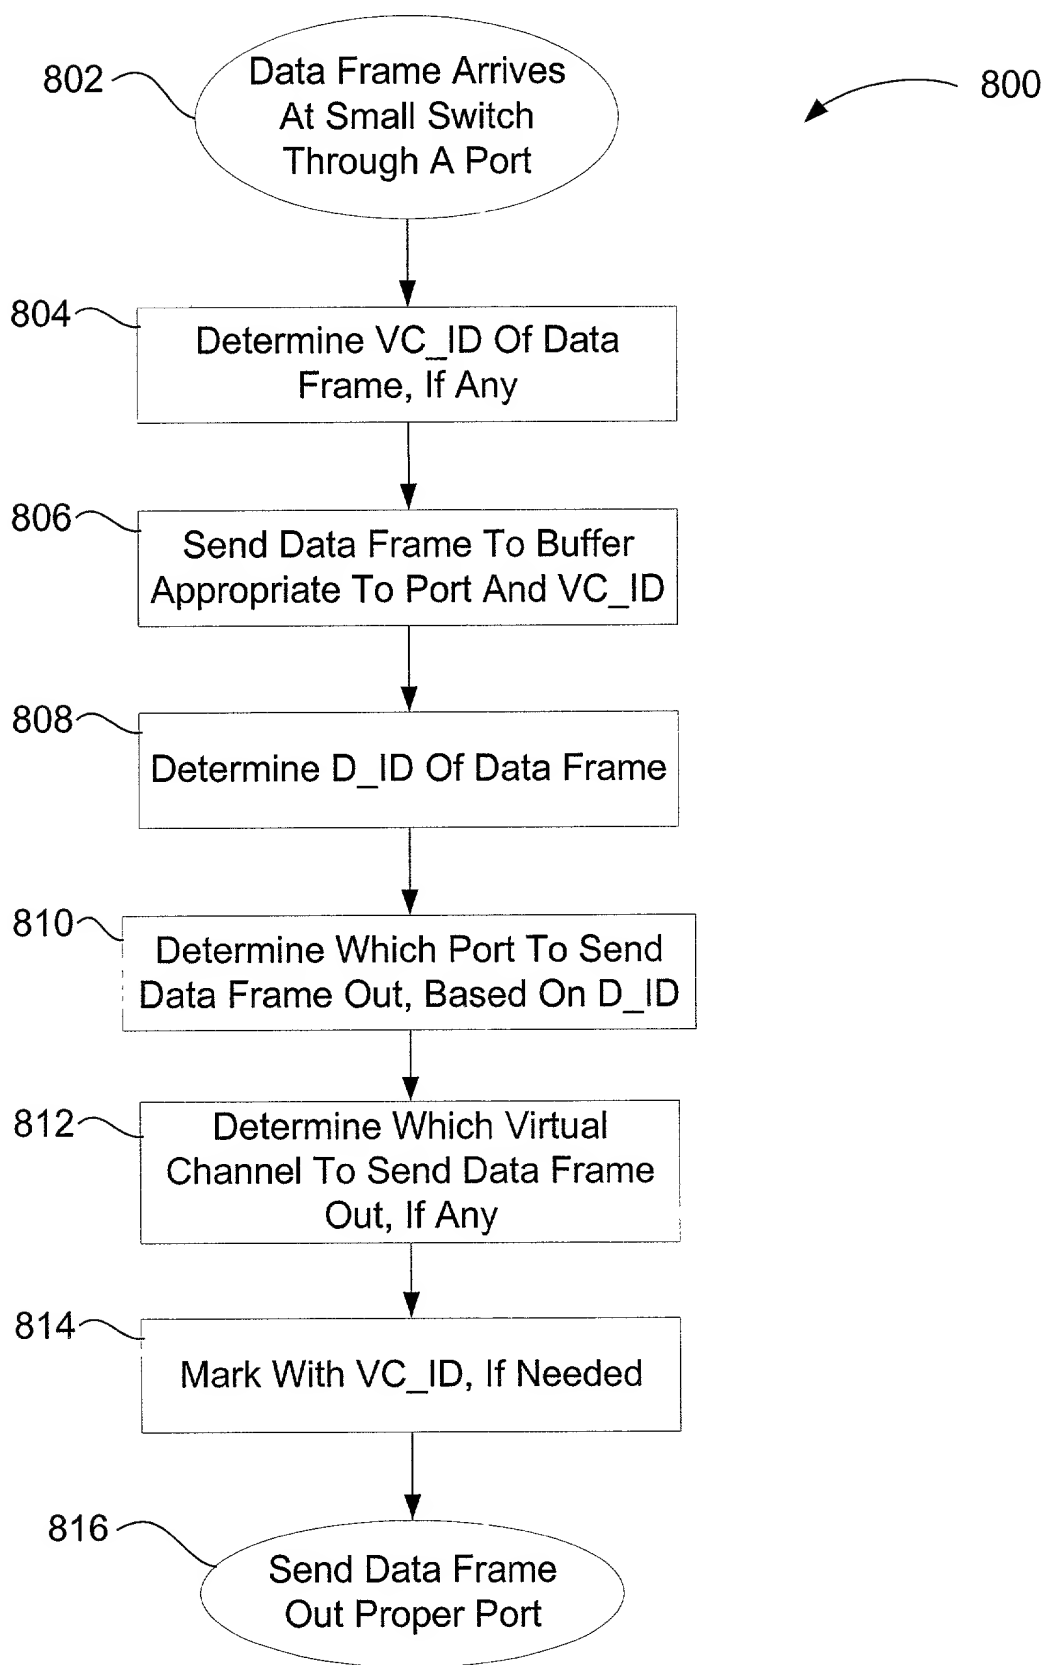 802
Data Frame Arrives
At Small Switch
Through A Port
800
804
Determine VC_ID Of Data
Frame, If Any
806
Send Data Frame To Buffer
Appropriate To Port And VC_ID
808
Determine D_ID Of Data Frame
810
Determine Which Port To Send
Data Frame Out, Based On D_ID
812
Determine Which Virtual
Channel To Send Data Frame
Out, If Any
814
Mark With VC_ID, If Needed
816
Send Data Frame
Out Proper Port